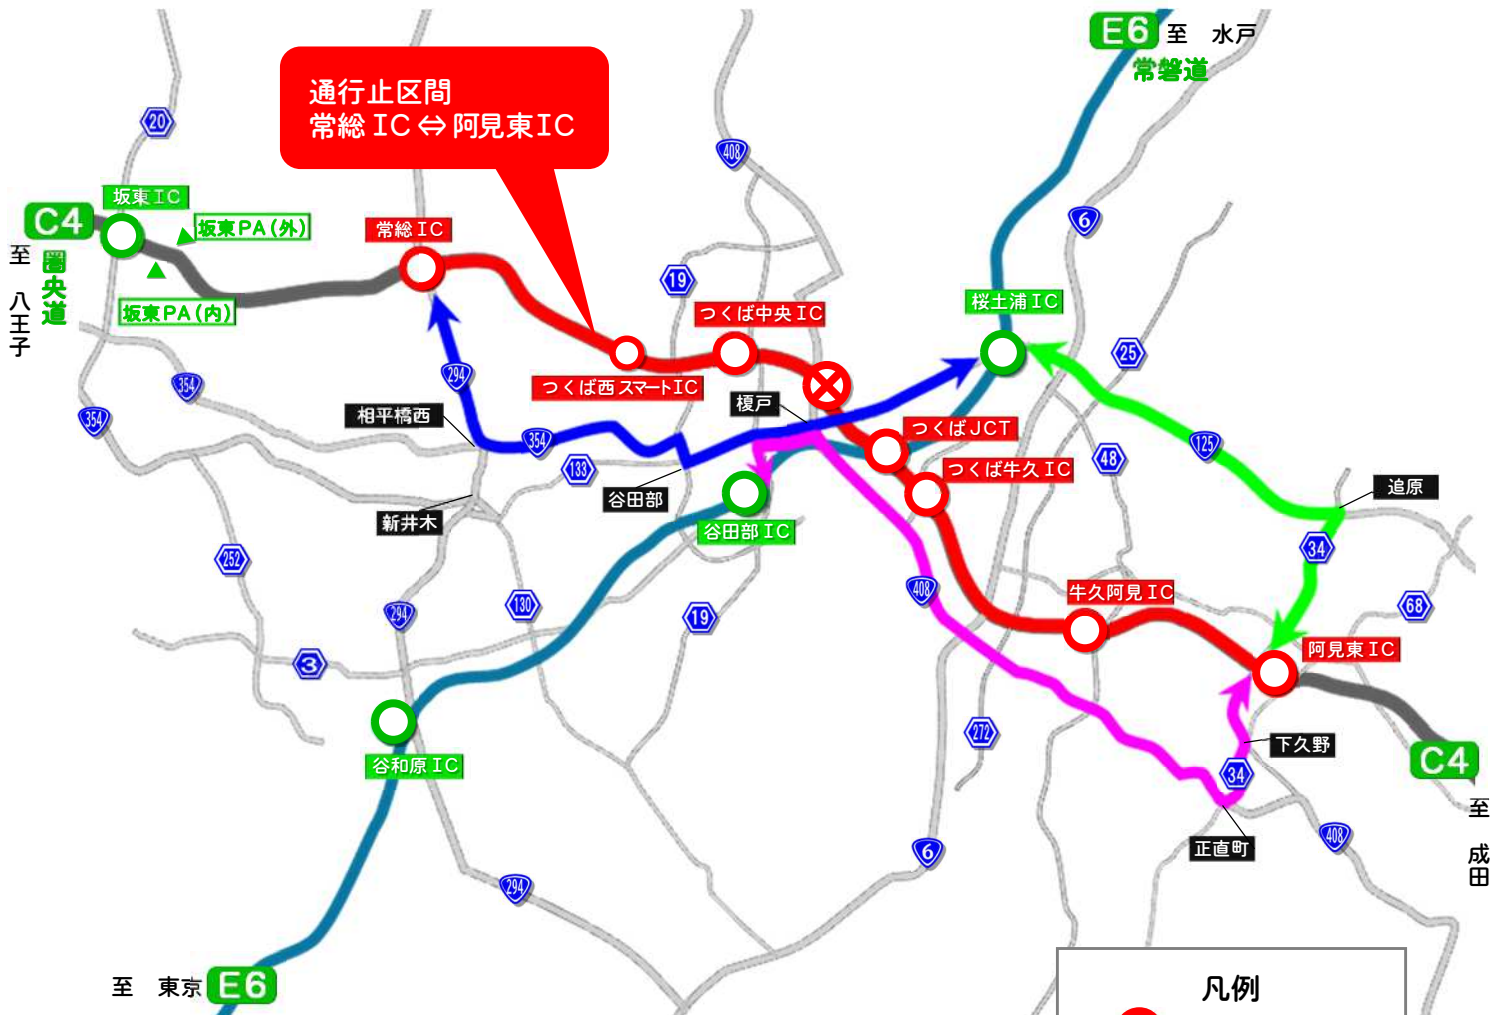 E6
至 水戸
常磐道
通行止区間
常総IC⇔阿見東IC
20
408
坂東IC
C4
坂東PA(外)
常総IC
6
至 八王子
圏央道
19
坂東PA(内)
つくば中央IC
桜土浦IC
25
354
294
つくば西スマートIC
榎戸
354
相平橋西
つくばJCT
354
125
133
48
つくば牛久IC
谷田部
追原
新井木
谷田部IC
34
252
408
牛久阿見IC
130
68
294
19
3
阿見東IC
272
下久野
谷和原IC
C4
34
至 成田
408
正直町
6
294
至 東京
E6
凡例